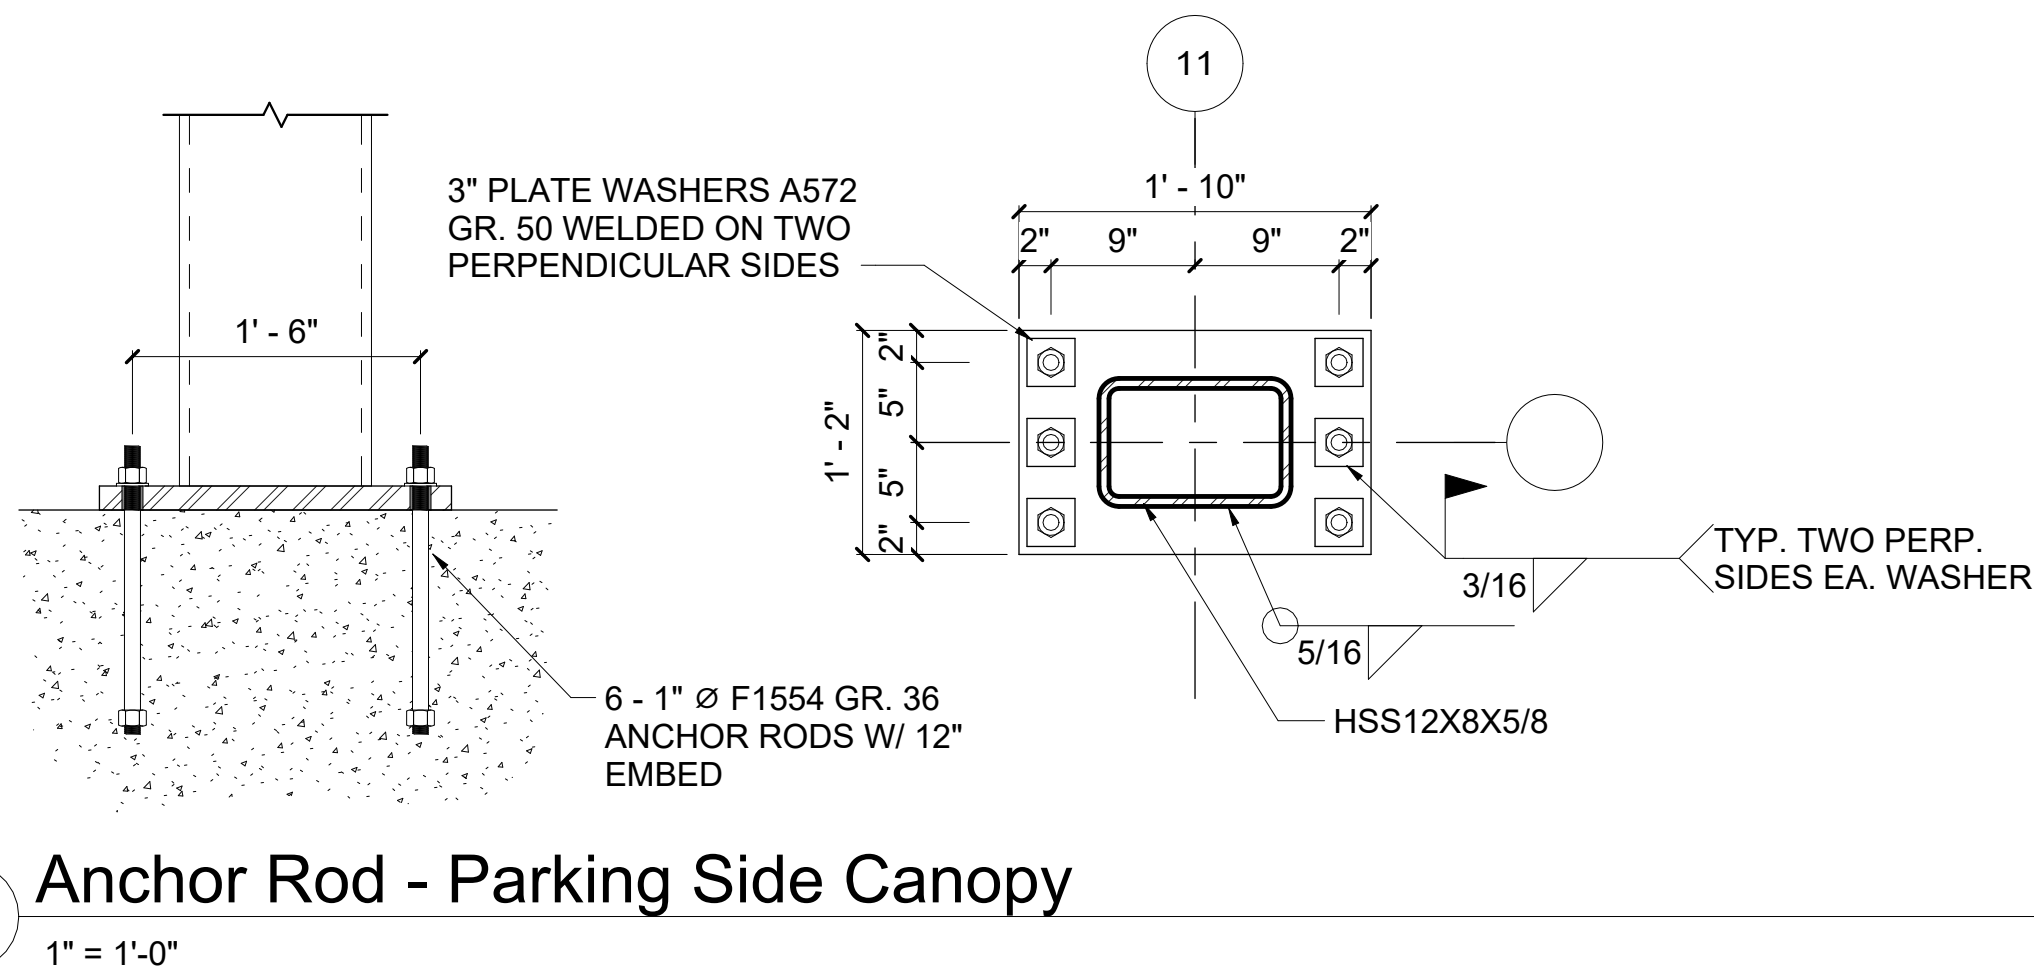 11
1' - 10"
2"
9"
9"
2"
3" PLATE WASHERS A572
GR. 50 WELDED ON TWO
PERPENDICULAR SIDES
1' - 6"
2"
5"
1' - 2"
5"
2"
TYP. TWO PERP.
SIDES EA. WASHER
3/16
5/16
HSS12X8X5/8
6 - 1" Ø F1554 GR. 36
ANCHOR RODS W/ 12"
EMBED
Anchor Rod - Parking Side Canopy
1" = 1'-0"